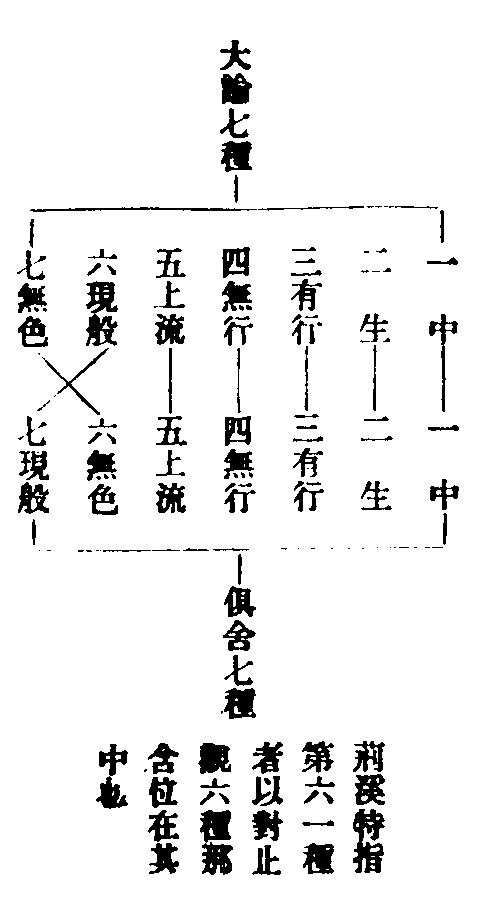 大論七種
一中
二生
三有行
四無行
五上流
六現般
七無色
一中
二生
三有行
四無行
五上流
六無色
七現般
俱舍七種
荊溪特指
第六一種
者以對止
觀六種那
含位在其
中也